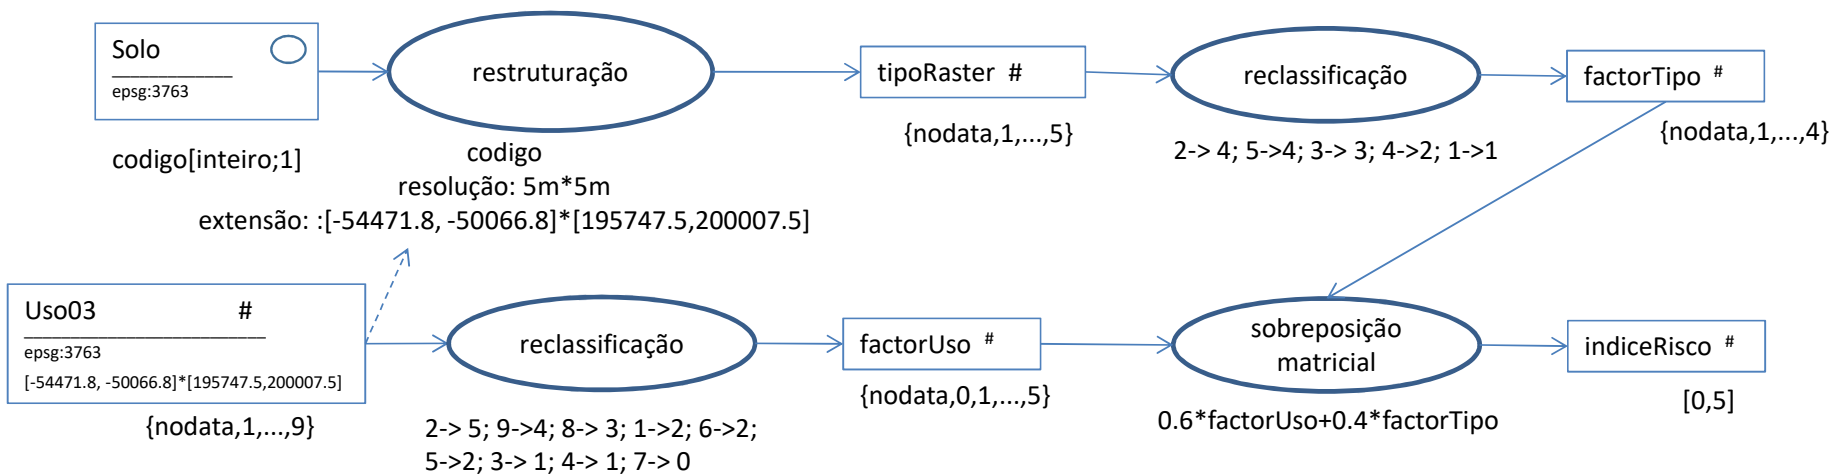 Solo
epsg:3763
codigo[inteiro;1]
restruturação
codigo
resolução: 5m*5m
extensão: :[-54471.8, -50066.8]*[195747.5,200007.5]
tipoRaster #
{nodata,1,...,5}
reclassificação
2-> 4; 5->4; 3-> 3; 4->2; 1->1
factorTipo #
{nodata,1,...,4}
Uso03 #
epsg:3763
[-54471.8, -50066.8]*[195747.5,200007.5]
{nodata,1,...,9}
reclassificação
2-> 5; 9->4; 8-> 3; 1->2; 6->2;
5->2; 3-> 1; 4-> 1; 7-> 0
factorUso #
{nodata,0,1,...,5}
sobreposição
matricial
0.6*factorUso+0.4*factorTipo
indiceRisco #
[0,5]